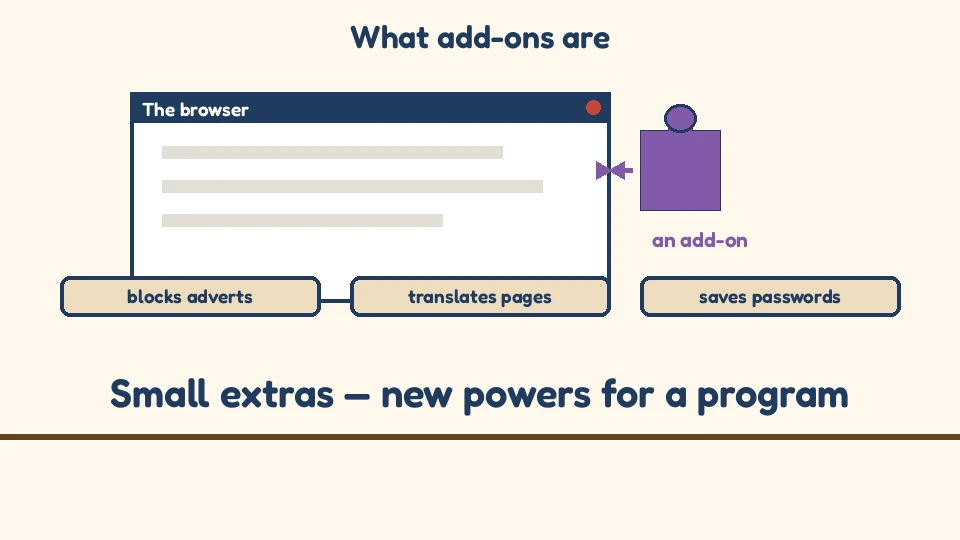 What add-ons are
The browser
an add-on
blocks adverts
translates pages
saves passwords
Small extras — new powers for a program